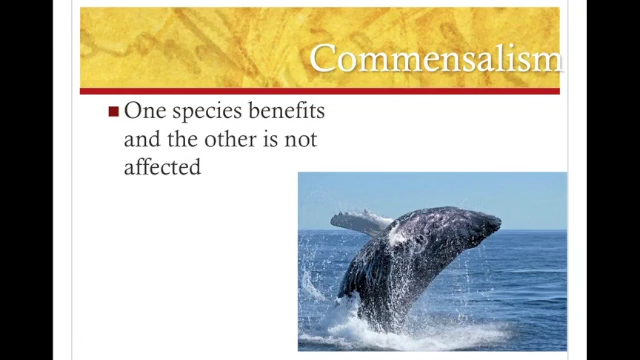 Commensalism
One species benefits
and the other is not
affected